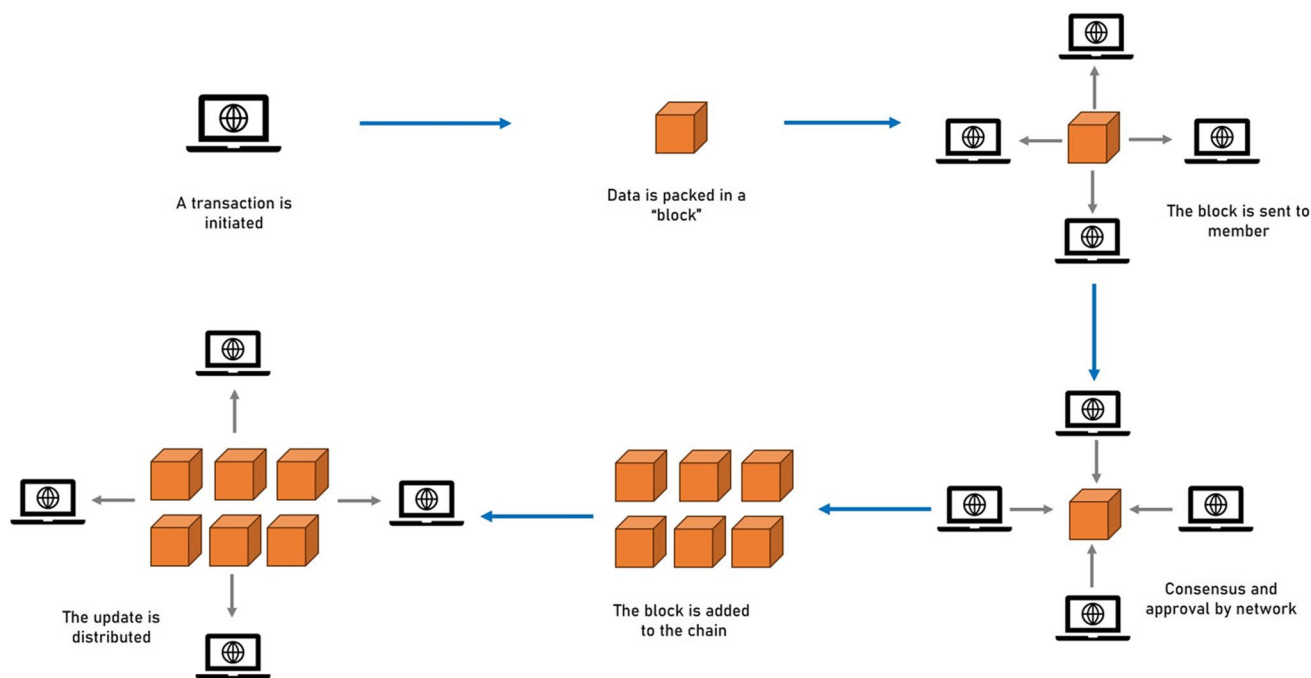 A transaction is
initiated
Data is packed in a
“block”
The block is sent to
member
Consensus and
approval by network
The block is added
to the chain
The update is
distributed